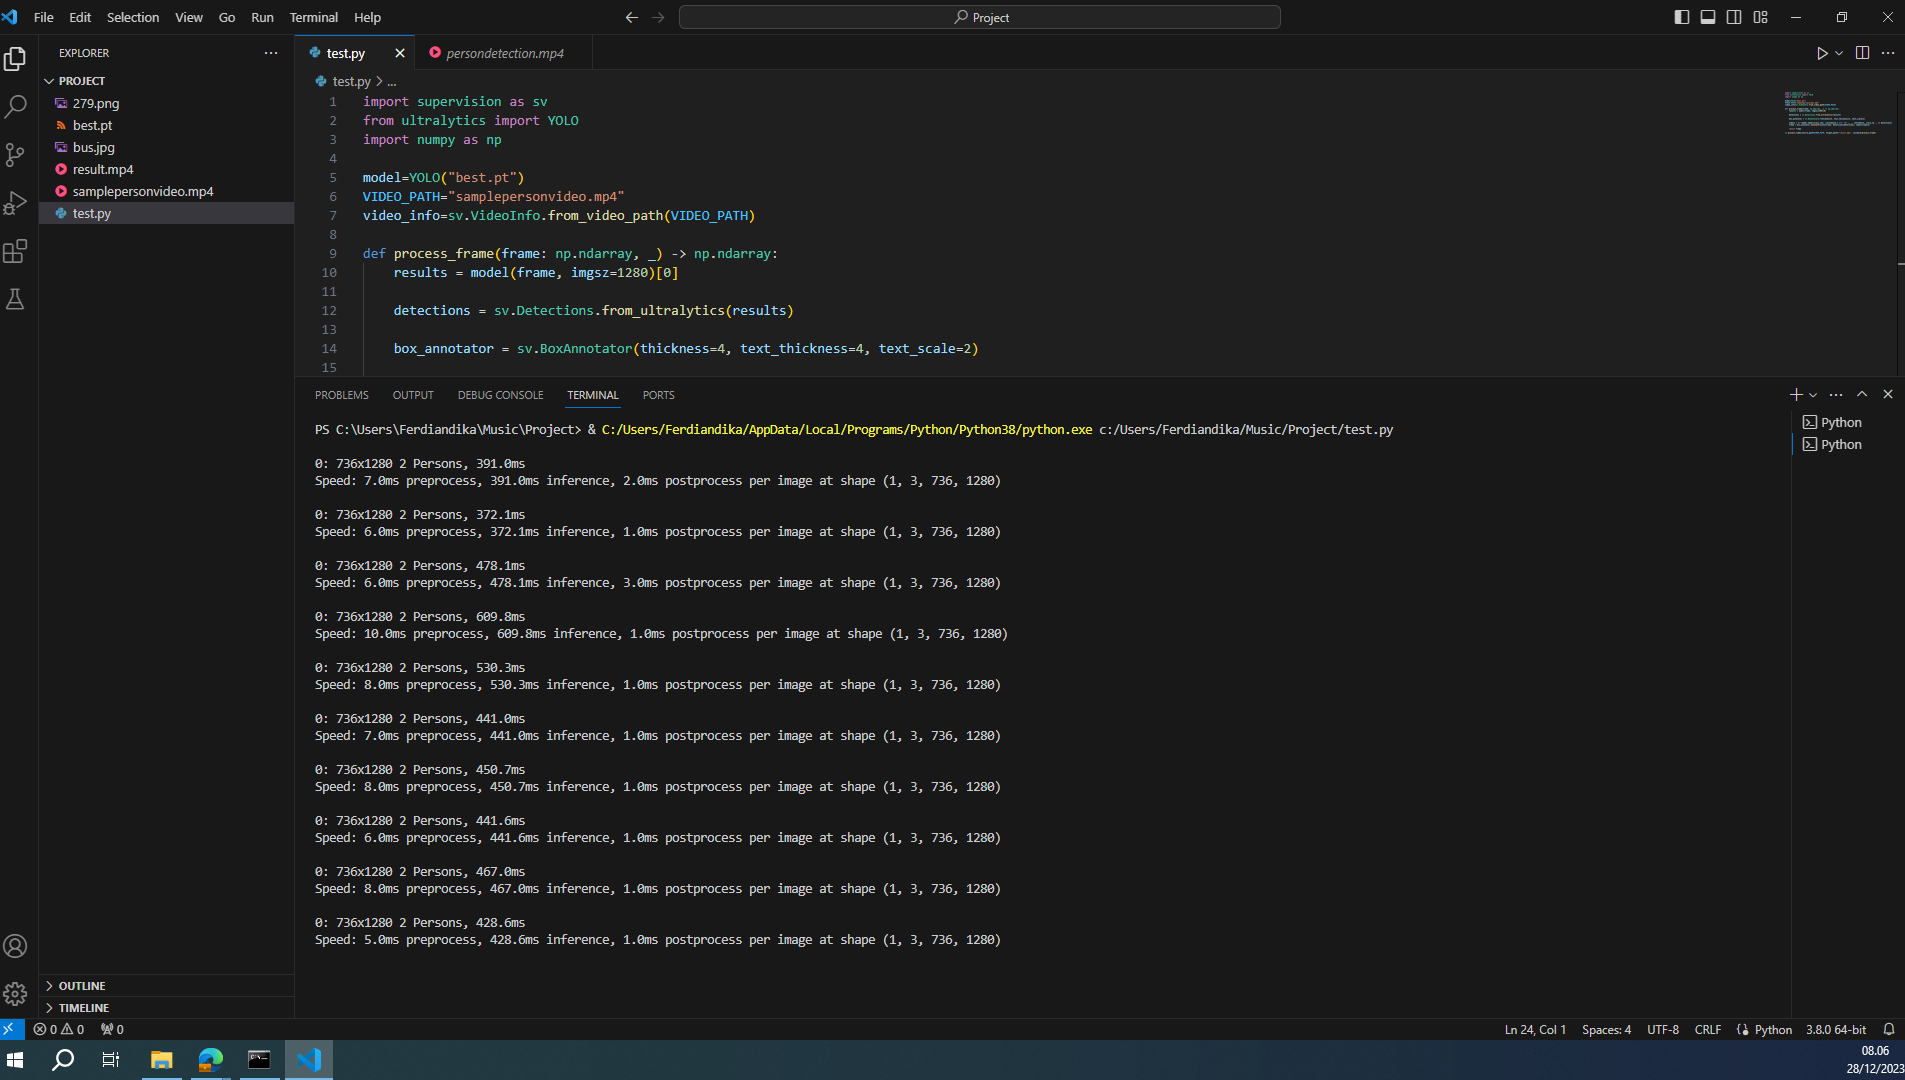 File Edit Selection View Go Run Terminal Help
Project
EXPLORER
PROJECT
279.png
best.pt
bus.jpg
result.mp4
samplepersonvideo.mp4
test.py
OUTLINE
TIMELINE
test.py
persondetection.mp4
test.py > ...
1 import supervision as sv
2 from ultralytics import YOLO
3 import numpy as np
4
5 model=YOLO("best.pt")
6 VIDEO_PATH="samplepersonvideo.mp4"
7 video_info=sv.VideoInfo.from_video_path(VIDEO_PATH)
8
9 def process_frame(frame: np.ndarray, _) -> np.ndarray:
10 results = model(frame, imgsz=1280)[0]
11
12 detections = sv.Detections.from_ultralytics(results)
13
14 box_annotator = sv.BoxAnnotator(thickness=4, text_thickness=4, text_scale=2)
15
PROBLEMS OUTPUT DEBUG CONSOLE TERMINAL PORTS
PS C:\Users\Ferdiandika\Music\Project> & C:/Users/Ferdiandika/AppData/Local/Programs/Python/Python38/python.exe c:/Users/Ferdiandika/Music/Project/test.py
0: 736x1280 2 Persons, 391.0ms
Speed: 7.0ms preprocess, 391.0ms inference, 2.0ms postprocess per image at shape (1, 3, 736, 1280)
0: 736x1280 2 Persons, 372.1ms
Speed: 6.0ms preprocess, 372.1ms inference, 1.0ms postprocess per image at shape (1, 3, 736, 1280)
0: 736x1280 2 Persons, 478.1ms
Speed: 6.0ms preprocess, 478.1ms inference, 3.0ms postprocess per image at shape (1, 3, 736, 1280)
0: 736x1280 2 Persons, 609.8ms
Speed: 10.0ms preprocess, 609.8ms inference, 1.0ms postprocess per image at shape (1, 3, 736, 1280)
0: 736x1280 2 Persons, 530.3ms
Speed: 8.0ms preprocess, 530.3ms inference, 1.0ms postprocess per image at shape (1, 3, 736, 1280)
0: 736x1280 2 Persons, 441.0ms
Speed: 7.0ms preprocess, 441.0ms inference, 1.0ms postprocess per image at shape (1, 3, 736, 1280)
0: 736x1280 2 Persons, 450.7ms
Speed: 8.0ms preprocess, 450.7ms inference, 1.0ms postprocess per image at shape (1, 3, 736, 1280)
0: 736x1280 2 Persons, 441.6ms
Speed: 6.0ms preprocess, 441.6ms inference, 1.0ms postprocess per image at shape (1, 3, 736, 1280)
0: 736x1280 2 Persons, 467.0ms
Speed: 8.0ms preprocess, 467.0ms inference, 1.0ms postprocess per image at shape (1, 3, 736, 1280)
0: 736x1280 2 Persons, 428.6ms
Speed: 5.0ms preprocess, 428.6ms inference, 1.0ms postprocess per image at shape (1, 3, 736, 1280)
Python
Python
0 0 0
Ln 24, Col 1 Spaces: 4 UTF-8 CRLF Python 3.8.0 64-bit
08.06
28/12/2023